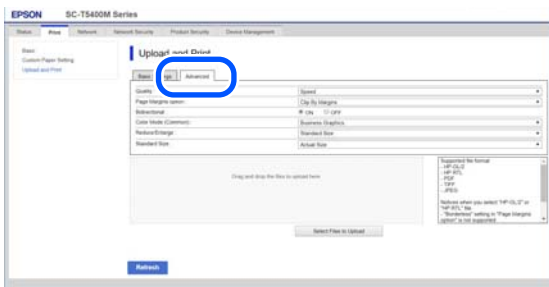 EPSON SC-T5400M Series
Status Print Network Network Security Product Security Device Management
Basic
Custom Paper Setting
Upload and Print
Upload and Print
Basic Advanced
Quality Speed
Page Margins option: Clip By Margins
Bidirectional ON OFF
Color Mode (Common): Business Graphics
Reduce/Enlarge: Standard Size
Standard Size: Actual Size
Drag and drop the files to upload here
Supported file format
- HP-GL/2
- HP RTL
- PDF
- TIFF
- JPEG
Notices when you select "HP-GL/2" or
"HP RTL" file
- "Borderless" setting in "Page Margins
option" is not supported
Select Files to Upload
Refresh